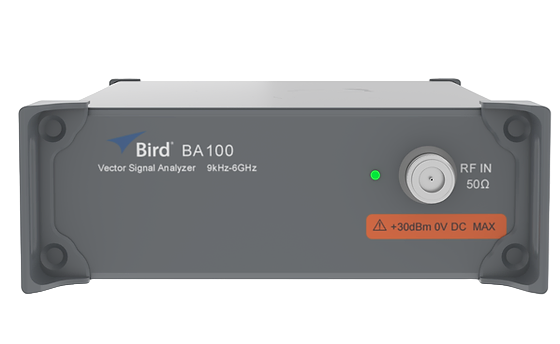 Bird® BA100
Vector Signal Analyzer 9kHz-6GHz
RF IN
50Ω
⚠ +30dBm 0V DC MAX